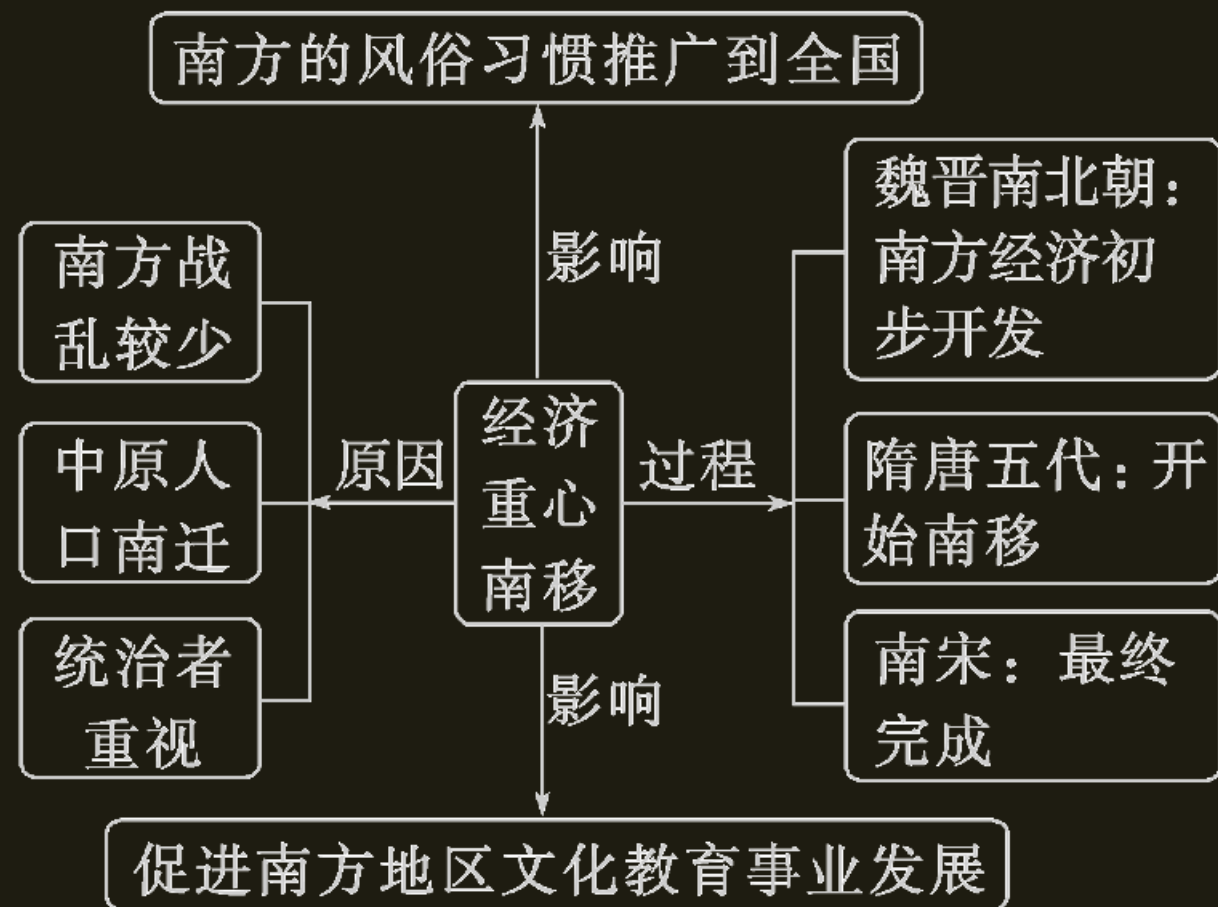 南方的风俗习惯推广到全国
影响
南方战
乱较少
中原人
口南迁
统治者
重视
原因
经济
重心
南移
过程
魏晋南北朝：
南方经济初
步开发
隋唐五代：开
始南移
南宋：最终
完成
影响
促进南方地区文化教育事业发展